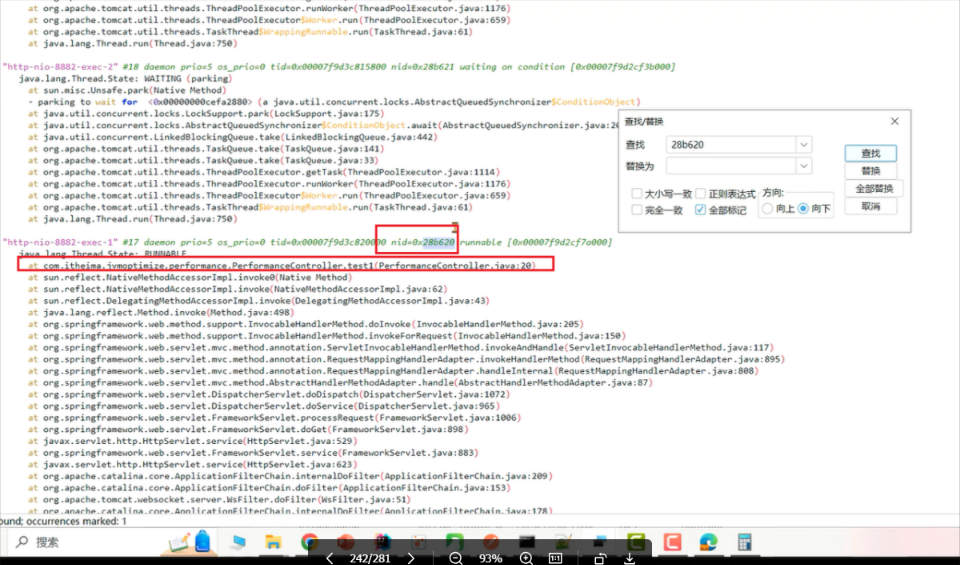 at org.apache.tomcat.util.threads.ThreadPoolExecutor.runWorker(ThreadPoolExecutor.java:1176)
at org.apache.tomcat.util.threads.ThreadPoolExecutor$Worker.run(ThreadPoolExecutor.java:659)
at org.apache.tomcat.util.threads.TaskThread$WrappingRunnable.run(TaskThread.java:61)
at java.lang.Thread.run(Thread.java:750)
"http-nio-8882-exec-2" #18 daemon prio=5 os_prio=0 tid=0x00007f9d3c815800 nid=0x28b621 waiting on condition [0x00007f9d2cf3b000]
java.lang.Thread.State: WAITING (parking)
at sun.misc.Unsafe.park(Native Method)
- parking to wait for <0x00000000cefa2880> (a java.util.concurrent.locks.AbstractQueuedSynchronizer$ConditionObject)
at java.util.concurrent.locks.LockSupport.park(LockSupport.java:175)
at java.util.concurrent.locks.AbstractQueuedSynchronizer$ConditionObject.await(AbstractQueuedSynchronizer.java:20
at java.util.concurrent.LinkedBlockingQueue.take(LinkedBlockingQueue.java:442)
at org.apache.tomcat.util.threads.TaskQueue.take(TaskQueue.java:141)
at org.apache.tomcat.util.threads.TaskQueue.take(TaskQueue.java:33)
at org.apache.tomcat.util.threads.ThreadPoolExecutor.getTask(ThreadPoolExecutor.java:1114)
at org.apache.tomcat.util.threads.ThreadPoolExecutor.runWorker(ThreadPoolExecutor.java:1176)
at org.apache.tomcat.util.threads.ThreadPoolExecutor$Worker.run(ThreadPoolExecutor.java:659)
at org.apache.tomcat.util.threads.TaskThread$WrappingRunnable.run(TaskThread.java:61)
at java.lang.Thread.run(Thread.java:750)
"http-nio-8882-exec-1" #17 daemon prio=5 os_prio=0 tid=0x00007f9d3c820000 nid=0x28b620 runnable [0x00007f9d2cf7a000]
java.lang.Thread.State: RUNNABLE
at com.itheima.jvmoptimize.performance.PerformanceController.test1(PerformanceController.java:20)
at sun.reflect.NativeMethodAccessorImpl.invoke0(Native Method)
at sun.reflect.NativeMethodAccessorImpl.invoke(NativeMethodAccessorImpl.java:62)
at sun.reflect.DelegatingMethodAccessorImpl.invoke(DelegatingMethodAccessorImpl.java:43)
at java.lang.reflect.Method.invoke(Method.java:498)
at org.springframework.web.method.support.InvocableHandlerMethod.doInvoke(InvocableHandlerMethod.java:205)
at org.springframework.web.method.support.InvocableHandlerMethod.invokeForRequest(InvocableHandlerMethod.java:150)
at org.springframework.web.servlet.mvc.method.annotation.ServletInvocableHandlerMethod.invokeAndHandle(ServletInvocableHandlerMethod.java:117)
at org.springframework.web.servlet.mvc.method.annotation.RequestMappingHandlerAdapter.invokeHandlerMethod(RequestMappingHandlerAdapter.java:895)
at org.springframework.web.servlet.mvc.method.annotation.RequestMappingHandlerAdapter.handleInternal(RequestMappingHandlerAdapter.java:808)
at org.springframework.web.servlet.mvc.method.AbstractHandlerMethodAdapter.handle(AbstractHandlerMethodAdapter.java:87)
at org.springframework.web.servlet.DispatcherServlet.doDispatch(DispatcherServlet.java:1072)
at org.springframework.web.servlet.DispatcherServlet.doService(DispatcherServlet.java:965)
at org.springframework.web.servlet.FrameworkServlet.processRequest(FrameworkServlet.java:1006)
at org.springframework.web.servlet.FrameworkServlet.doGet(FrameworkServlet.java:898)
at javax.servlet.http.HttpServlet.service(HttpServlet.java:529)
at org.springframework.web.servlet.FrameworkServlet.service(FrameworkServlet.java:883)
at javax.servlet.http.HttpServlet.service(HttpServlet.java:623)
at org.apache.catalina.core.ApplicationFilterChain.internalDoFilter(ApplicationFilterChain.java:209)
at org.apache.catalina.core.ApplicationFilterChain.doFilter(ApplicationFilterChain.java:153)
at org.apache.tomcat.websocket.server.WsFilter.doFilter(WsFilter.java:51)
at org.apache.catalina.core.ApplicationFilterChain.internalDoFilter(ApplicationFilterChain.java:178)
查找/替换
查找 28b620 查找
替换为 替换
大小写一致 正则表达式 方向: 全部替换
完全一致 全部标记 向上 向下 取消
ound; occurrences marked: 1
搜索
242/281 93% 1:1